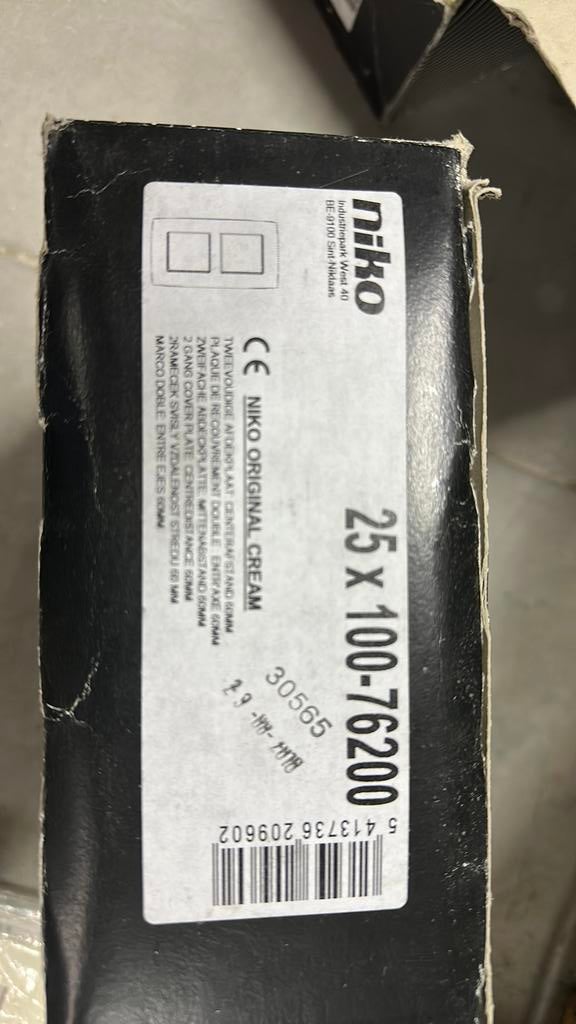 niko
Industriepark West 40
BE-9100 Sint-Niklaas
25 x 100-76200
CE NIKO ORIGINAL CREAM
TWEEVOUDIGE AFDEKPLAAT, CENTERAFSTAND 60MM
PLAQUE DE RECOUVREMENT DOUBLE, ENTRAXE 60MM
ZWEIFACHE ABDECKPLATTE, MITTENABSTAND 60MM
2 GANG COVER PLATE CENTREDISTANCE 60MM
2RAMECEK SVISLY VZDALENOST STREDU 60 MM
MARCO DOBLE, ENTRE EJES 60MM
30565
5 413736 209602